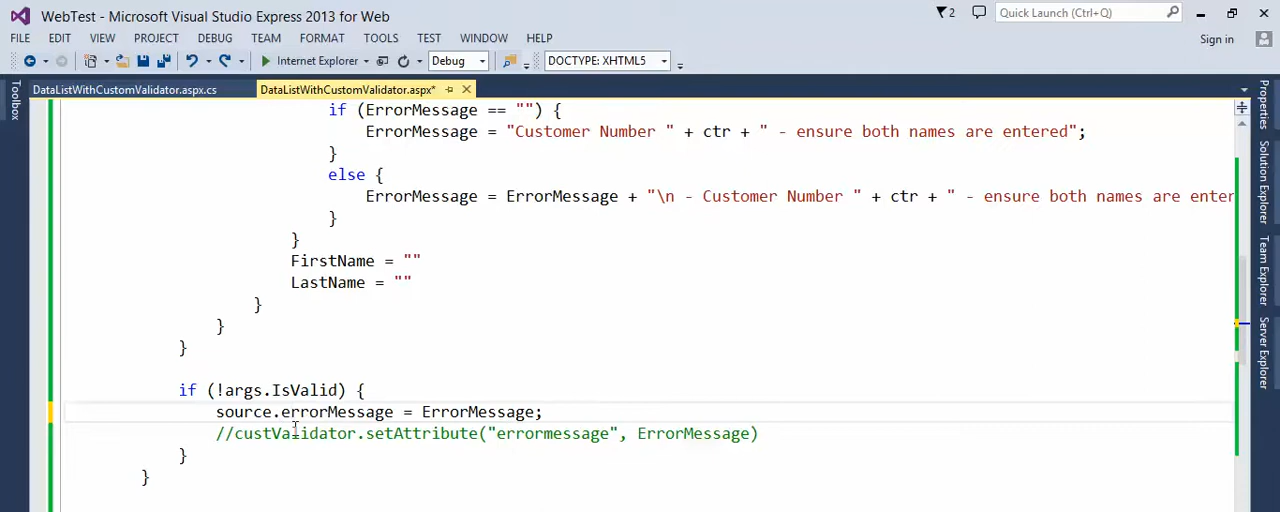 WebTest - Microsoft Visual Studio Express 2013 for Web
2
Quick Launch (Ctrl+Q)
FILE EDIT VIEW PROJECT DEBUG TEAM FORMAT TOOLS TEST WINDOW HELP
Sign in
Internet Explorer Debug DOCTYPE: XHTML5
DataListWithCustomValidator.aspx.cs DataListWithCustomValidator.aspx*
Toolbox
if (ErrorMessage == "") {
ErrorMessage = "Customer Number " + ctr + " - ensure both names are entered";
}
else {
ErrorMessage = ErrorMessage + "\n - Customer Number " + ctr + " - ensure both names are enter
}
}
FirstName = ""
LastName = ""
}
}
}
if (!args.IsValid) {
source.errorMessage = ErrorMessage;
//custValidator.setAttribute("errormessage", ErrorMessage)
}
}
Properties
Solution Explorer
Team Explorer
Server Explorer